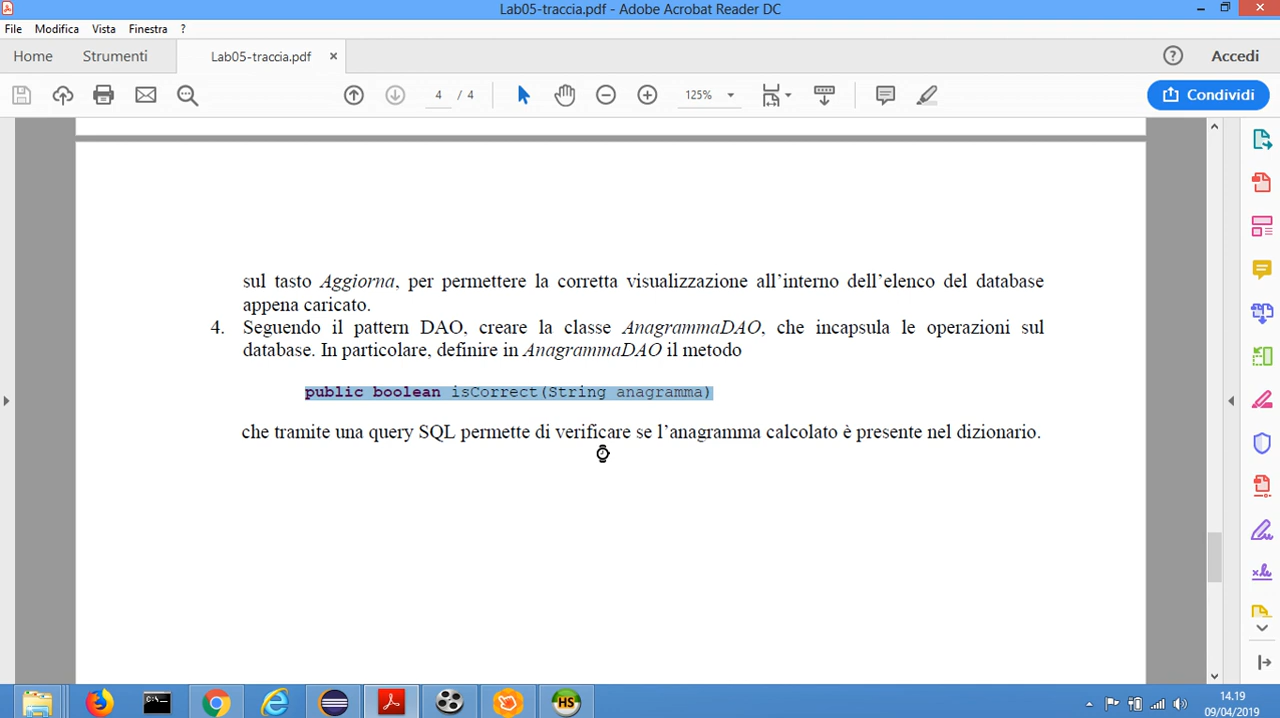 Lab05-traccia.pdf - Adobe Acrobat Reader DC
File Modifica Vista Finestra ?
Home Strumenti Lab05-traccia.pdf × Accedi
4 / 4 125% Condividi
sul tasto Aggiorna, per permettere la corretta visualizzazione all’interno dell’elenco del database
appena caricato.
4. Seguendo il pattern DAO, creare la classe AnagrammaDAO, che incapsula le operazioni sul
database. In particolare, definire in AnagrammaDAO il metodo
public boolean isCorrect(String anagramma)
che tramite una query SQL permette di verificare se l’anagramma calcolato è presente nel dizionario.
HS
14.19
09/04/2019